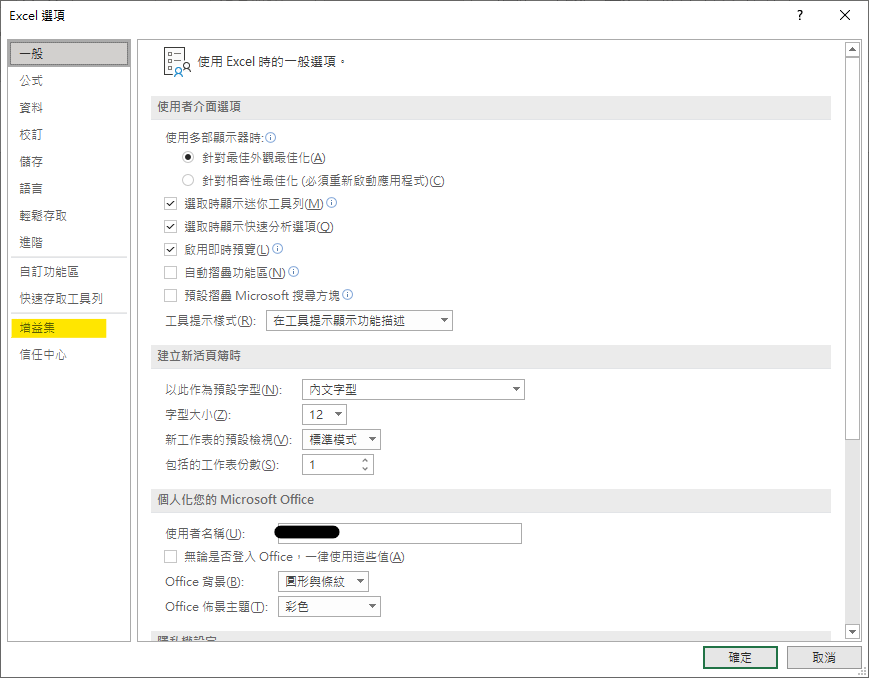 Excel 選項
?
一般
公式
資料
校訂
儲存
語言
輕鬆存取
進階
自訂功能區
快速存取工具列
增益集
信任中心
使用 Excel 時的一般選項。
使用者介面選項
使用多部顯示器時:
針對最佳外觀最佳化(A)
針對相容性最佳化 (必須重新啟動應用程式)(C)
選取時顯示迷你工具列(M)
選取時顯示快速分析選項(Q)
啟用即時預覽(L)
自動摺疊功能區(N)
預設摺疊 Microsoft 搜尋方塊
工具提示樣式(R): 在工具提示顯示功能描述
建立新活頁簿時
以此作為預設字型(N): 內文字型
字型大小(Z): 12
新工作表的預設檢視(V): 標準模式
包括的工作表份數(S): 1
個人化您的 Microsoft Office
使用者名稱(U):
無論是否登入 Office，一律使用這些值(A)
Office 背景(B): 圓形與條紋
Office 佈景主題(T): 彩色
隱私權設定
確定 取消